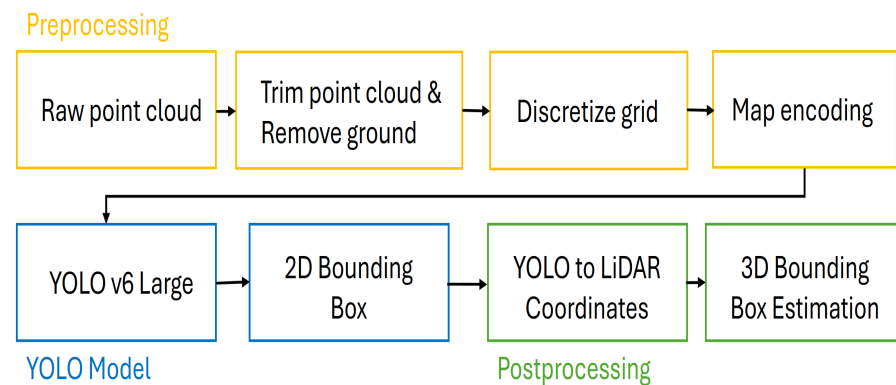 Preprocessing
Raw point cloud
Trim point cloud &
Remove ground
Discretize grid
Map encoding
YOLO v6 Large
2D Bounding
Box
YOLO to LiDAR
Coordinates
3D Bounding
Box Estimation
YOLO Model
Postprocessing